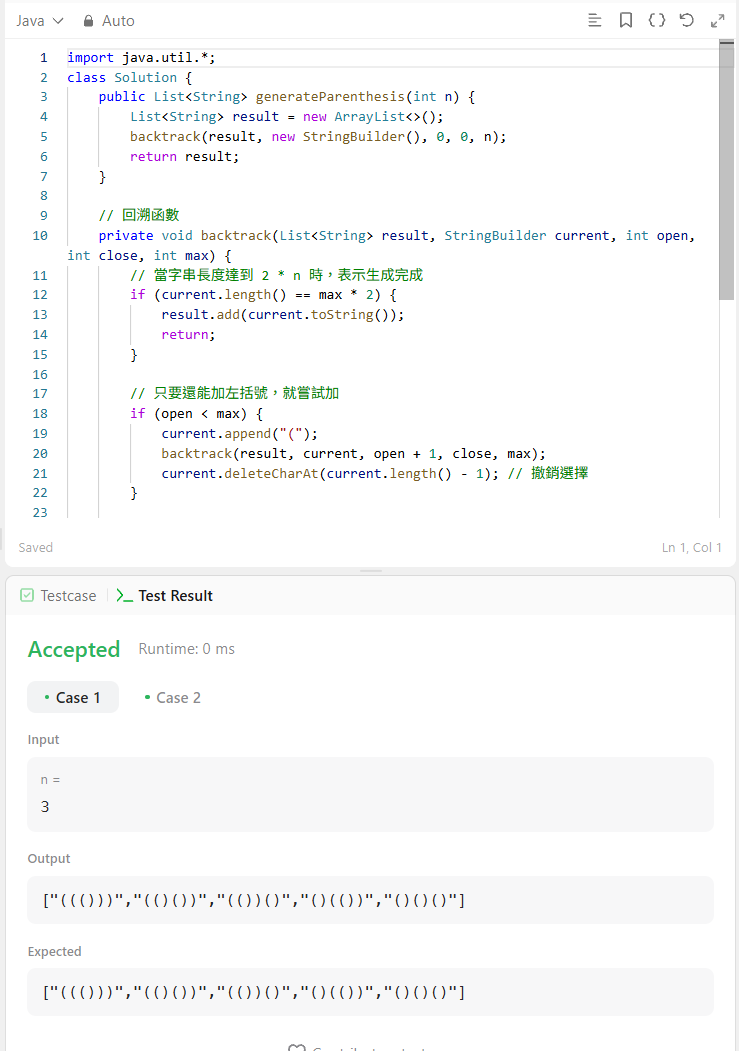 Java Auto
1 import java.util.*;
2 class Solution {
3     public List<String> generateParenthesis(int n) {
4         List<String> result = new ArrayList<>();
5         backtrack(result, new StringBuilder(), 0, 0, n);
6         return result;
7     }
8
9     // 回溯函數
10     private void backtrack(List<String> result, StringBuilder current, int open,
int close, int max) {
11         // 當字串長度達到 2 * n 時，表示生成完成
12         if (current.length() == max * 2) {
13             result.add(current.toString());
14             return;
15         }
16
17         // 只要還能加左括號，就嘗試加
18         if (open < max) {
19             current.append("(");
20             backtrack(result, current, open + 1, close, max);
21             current.deleteCharAt(current.length() - 1); // 撤銷選擇
22         }
23
Saved Ln 1, Col 1
Testcase Test Result
Accepted Runtime: 0 ms
Case 1 Case 2
Input
n =
3
Output
["((()))","(()())","(())()","()(())","()()()"]
Expected
["((()))","(()())","(())()","()(())","()()()"]